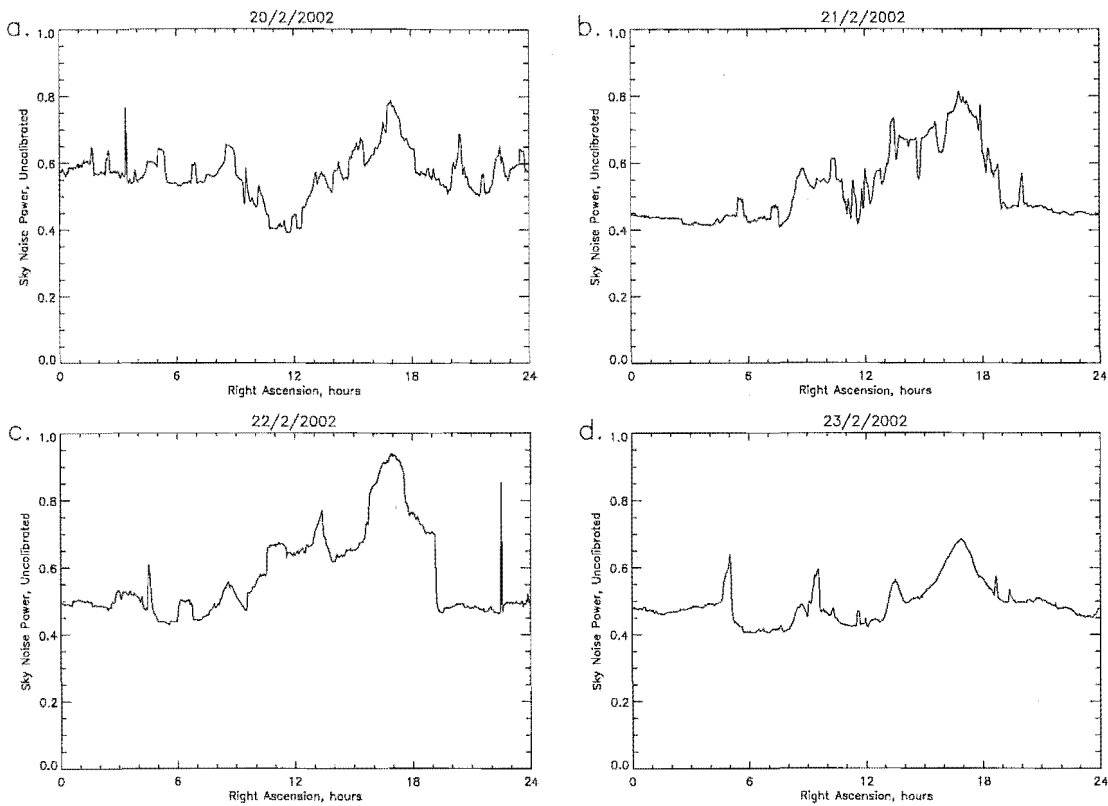 a.
20/2/2002
Sky Noise Power, Uncalibrated
1.0
0.8
0.6
0.4
0.2
0.0
0 6 12 18 24
Right Ascension, hours
b.
21/2/2002
Sky Noise Power, Uncalibrated
1.0
0.8
0.6
0.4
0.2
0.0
0 6 12 18 24
Right Ascension, hours
c.
22/2/2002
Sky Noise Power, Uncalibrated
1.0
0.8
0.6
0.4
0.2
0.0
0 6 12 18 24
Right Ascension, hours
d.
23/2/2002
Sky Noise Power, Uncalibrated
1.0
0.8
0.6
0.4
0.2
0.0
0 6 12 18 24
Right Ascension, hours